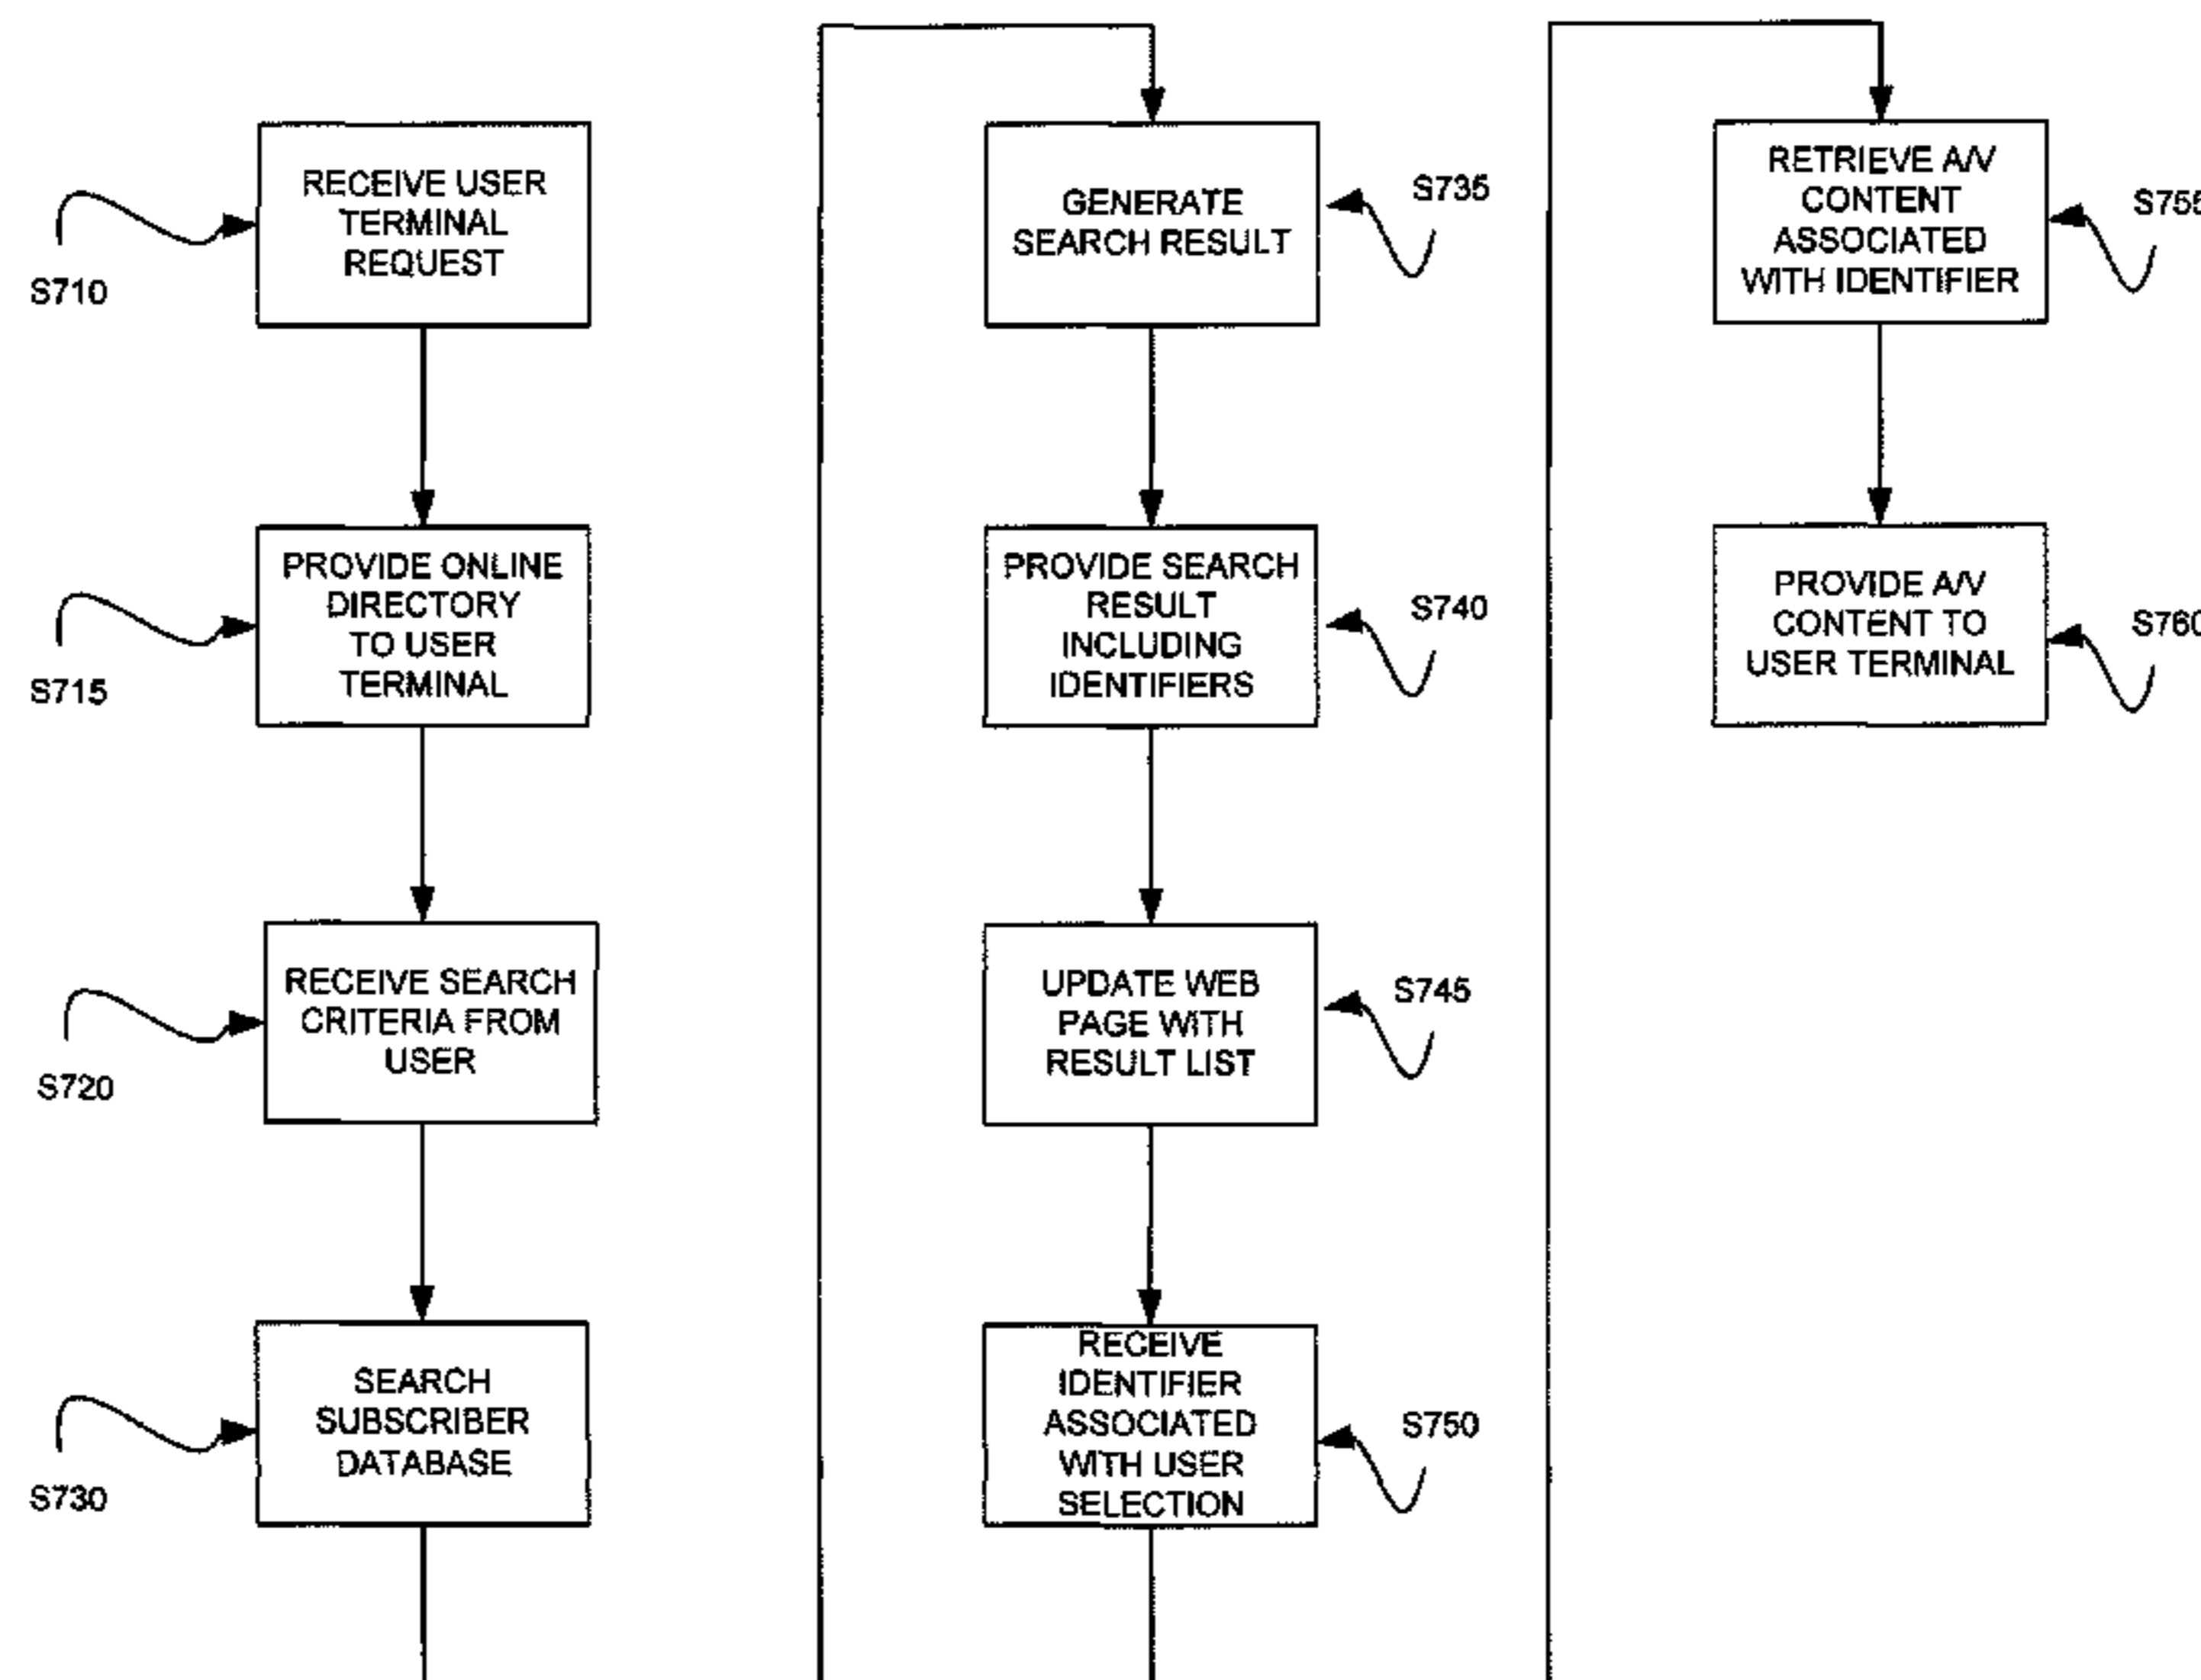 RECEIVE USER
TERMINAL
REQUEST
S710
PROVIDE ONLINE
DIRECTORY
TO USER
TERMINAL
S715
RECEIVE SEARCH
CRITERIA FROM
USER
S720
SEARCH
SUBSCRIBER
DATABASE
S730
GENERATE
SEARCH RESULT
S735
PROVIDE SEARCH
RESULT
INCLUDING
IDENTIFIERS
S740
UPDATE WEB
PAGE WITH
RESULT LIST
S745
RECEIVE
IDENTIFIER
ASSOCIATED
WITH USER
SELECTION
S750
RETRIEVE A/V
CONTENT
ASSOCIATED
WITH IDENTIFIER
S755
PROVIDE A/V
CONTENT TO
USER TERMINAL
S760